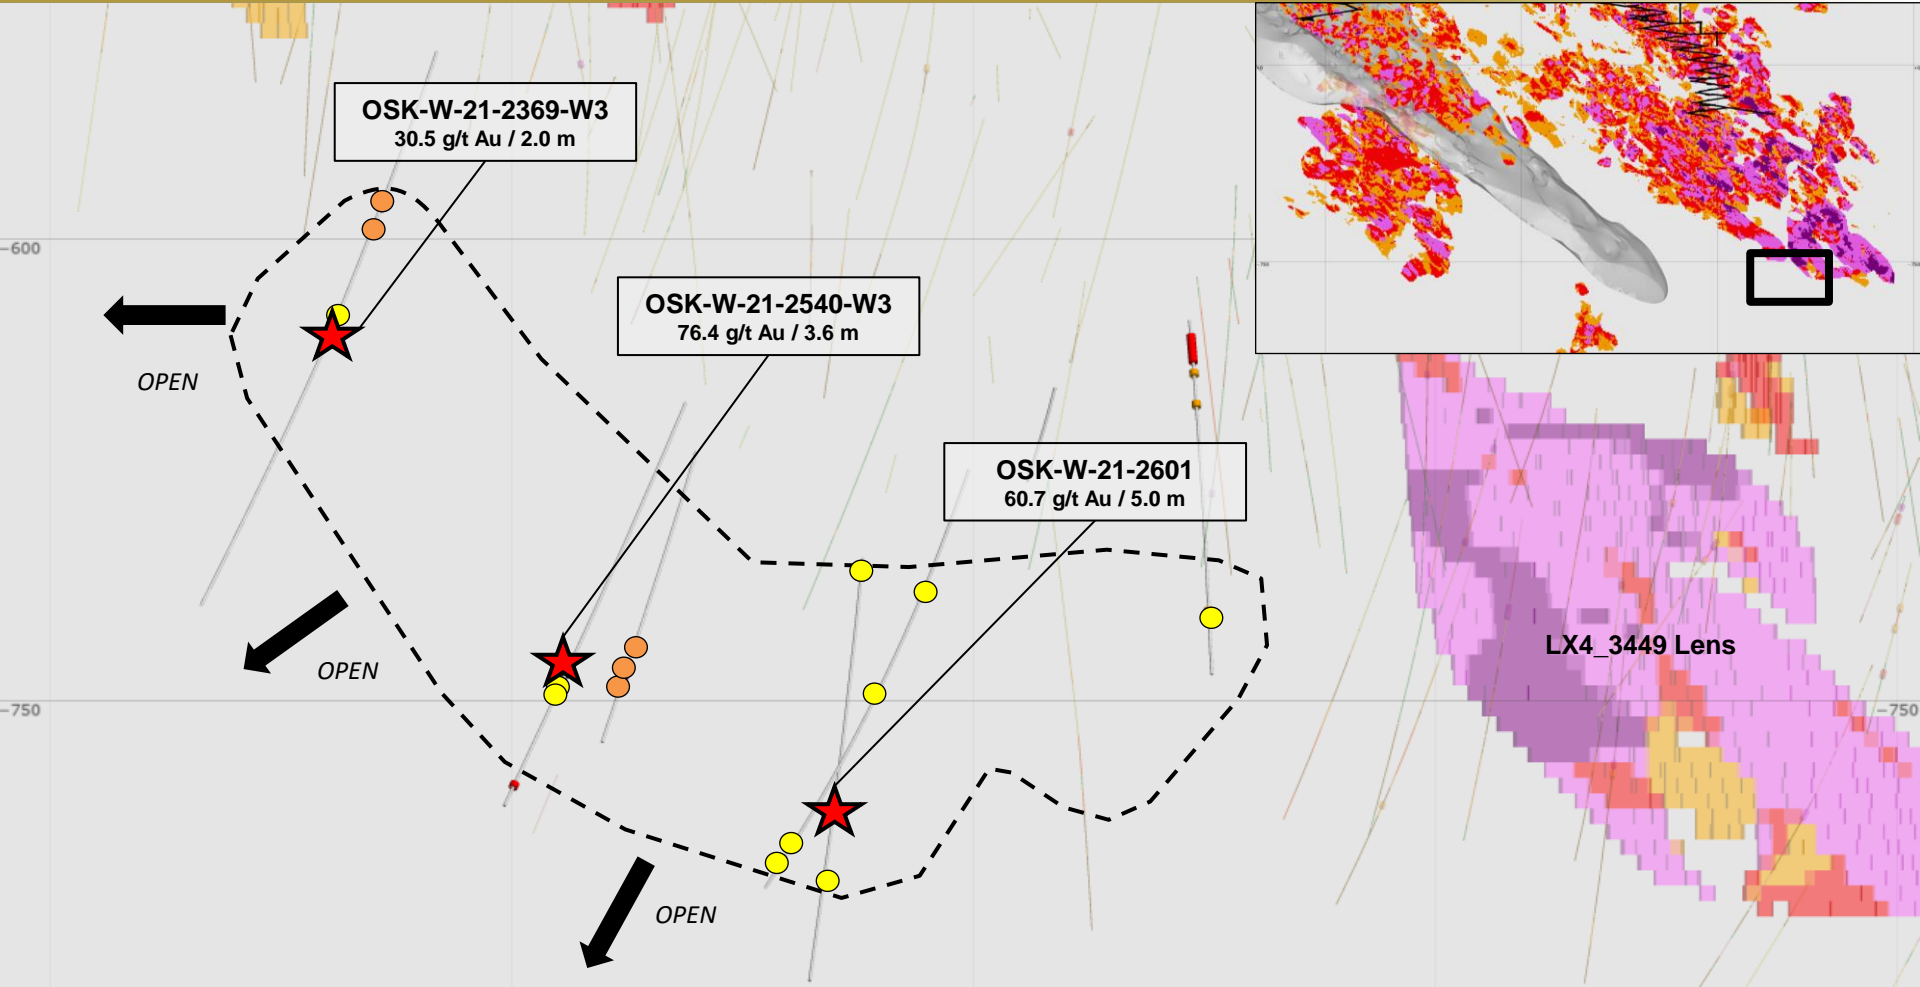 OSK-W-21-2369-W3
30.5 g/t Au / 2.0 m
−600
OSK-W-21-2540-W3
76.4 g/t Au / 3.6 m
OPEN
OSK-W-21-2601
60.7 g/t Au / 5.0 m
LX4_3449 Lens
OPEN
−750
−750
OPEN